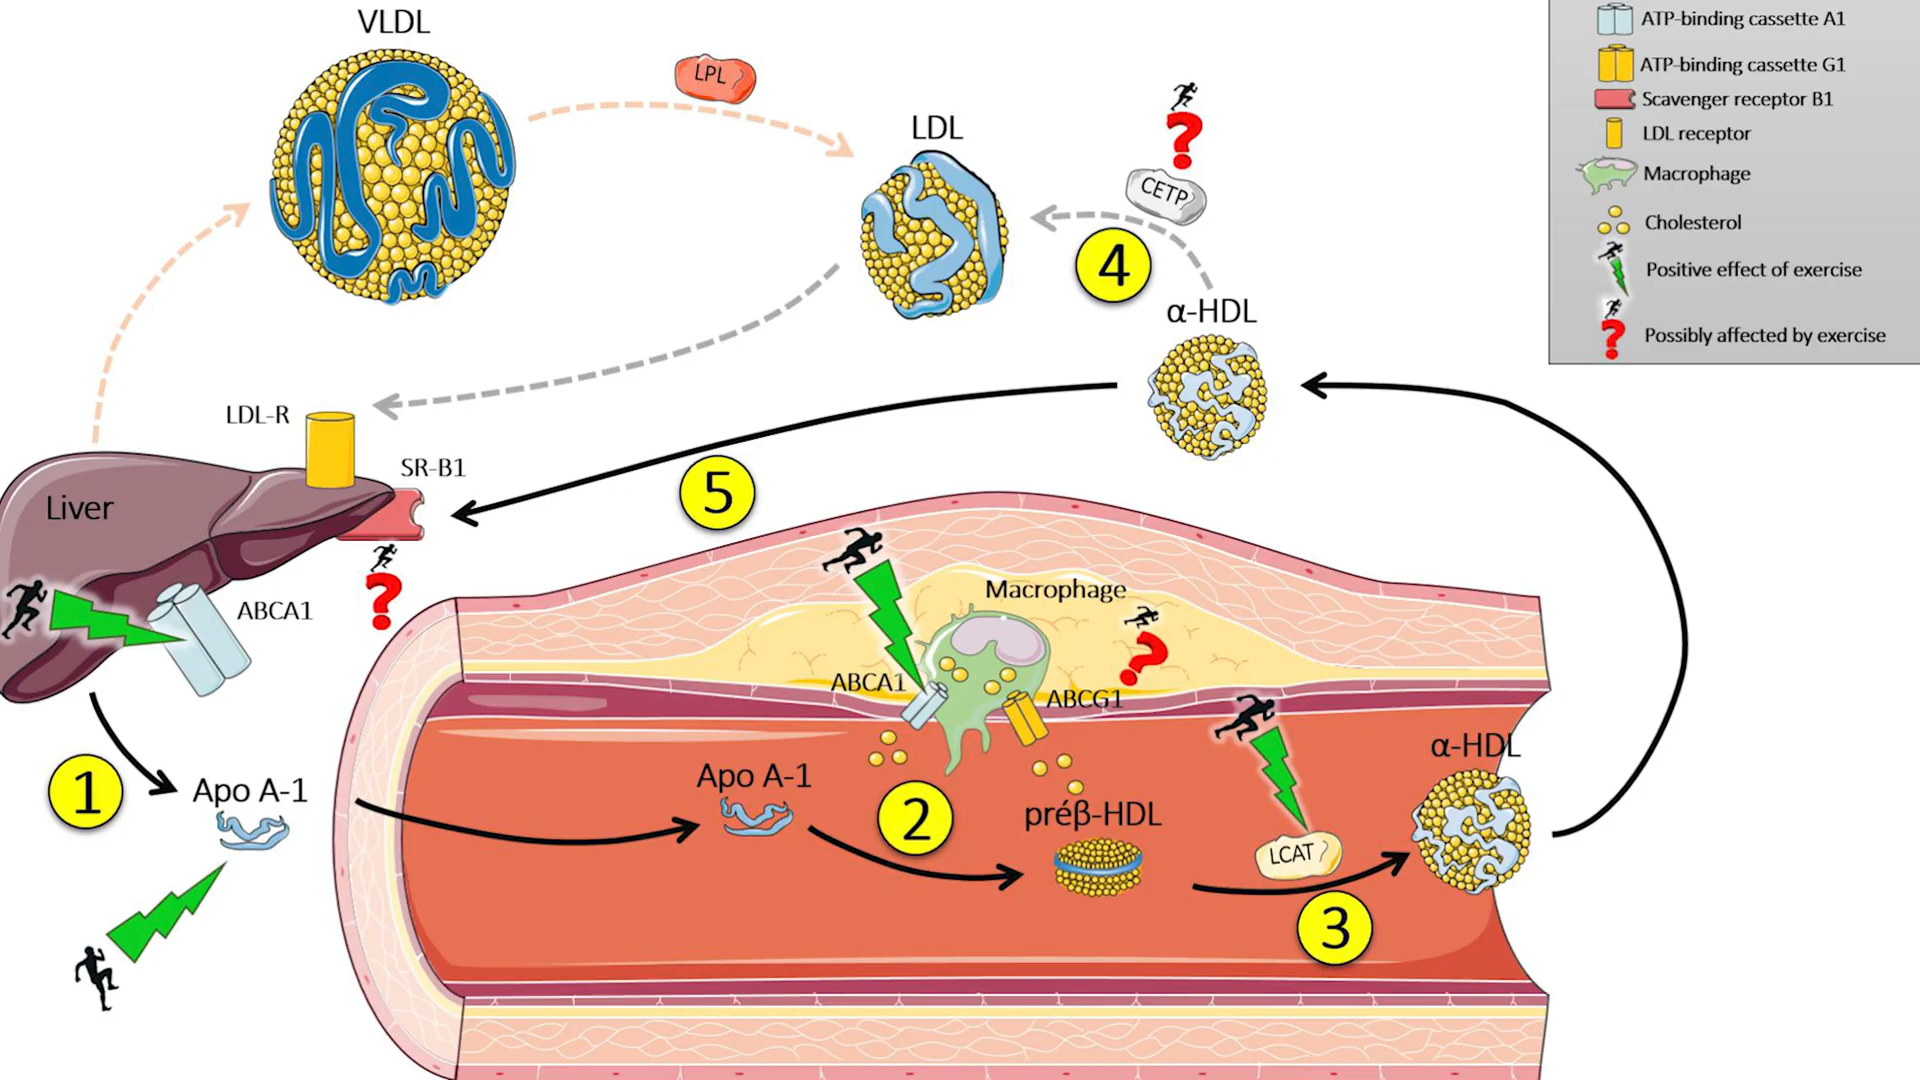 VLDL
LPL
LDL
CETP
4
α-HDL
ATP-binding cassette A1
ATP-binding cassette G1
Scavenger receptor B1
LDL receptor
Macrophage
Cholesterol
Positive effect of exercise
Possibly affected by exercise
LDL-R
SR-B1
Liver
5
ABCA1
Macrophage
ABCA1
ABCG1
1
Apo A-1
Apo A-1
2
préβ-HDL
LCAT
3
α-HDL